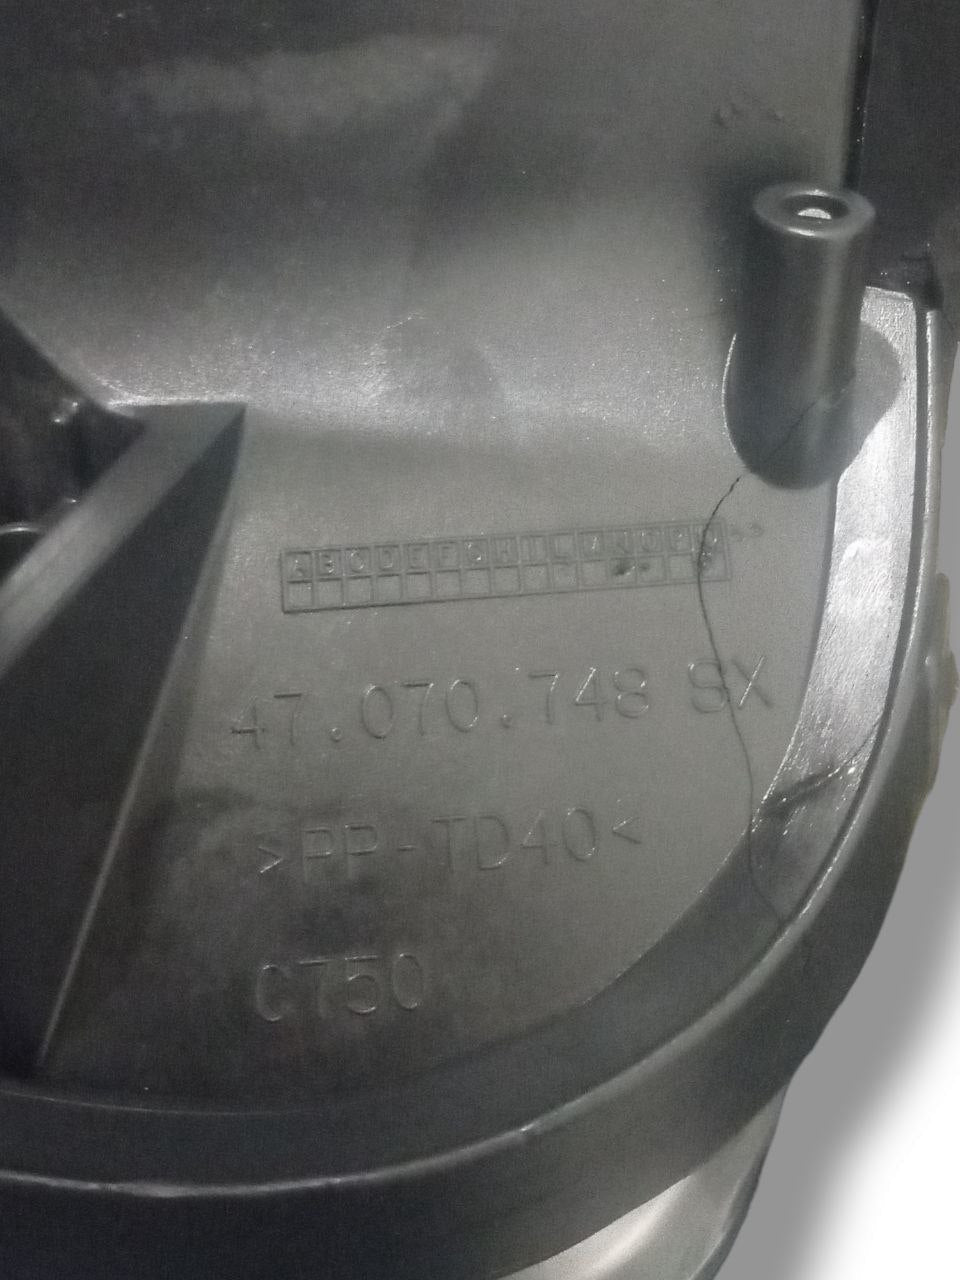 A B C D E F G H I L M N O P Q
47.070.748 SX
>PP-TD40<
C750